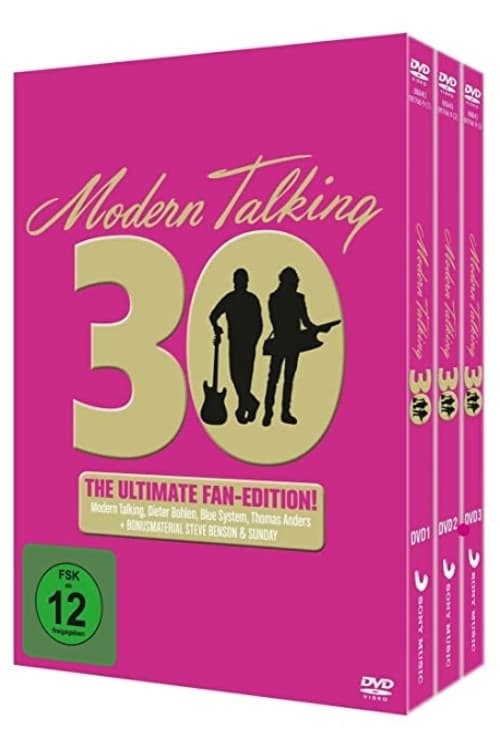 Modern Talking
30
THE ULTIMATE FAN-EDITION!
Modern Talking, Dieter Bohlen, Blue System, Thomas Anders
+ BONUSMATERIAL STEVE BENSON & SUNDAY
FSK
ab
12
freigegeben
DVD
VIDEO
DVD
Modern Talking
30
DVD 1
SONY MUSIC
DVD
Modern Talking
30
DVD 2
SONY MUSIC
DVD
Modern Talking
30
DVD 3
SONY MUSIC